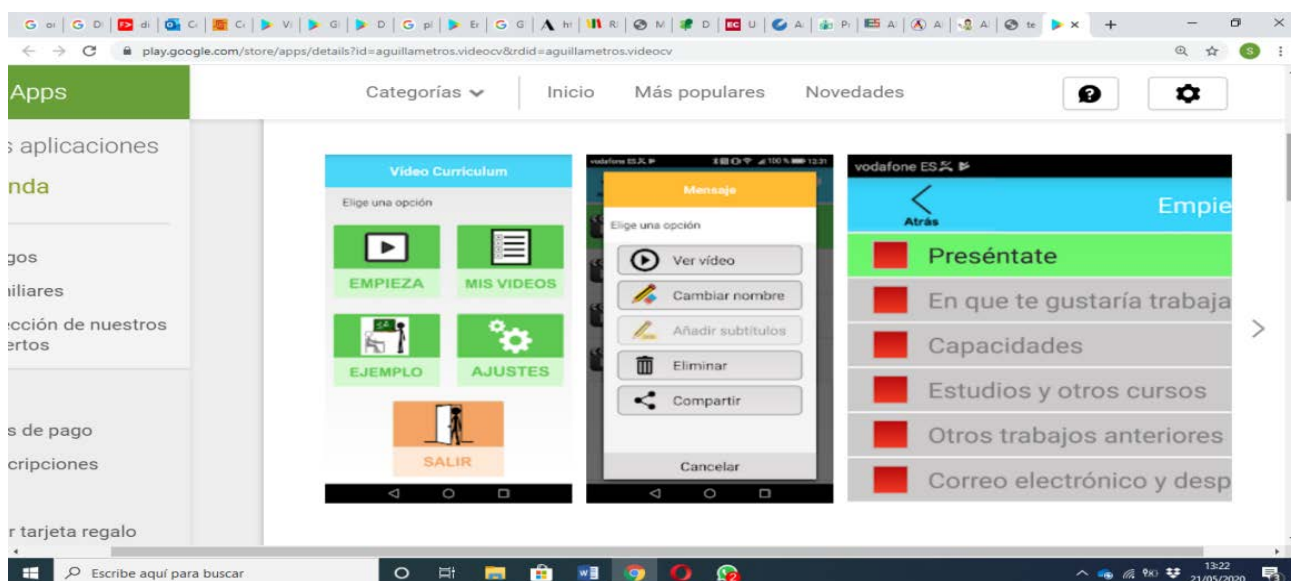 play.google.com/store/apps/details?id=aguillametros.videocv&rdid=aguillametros.videocv
Apps
Categorías
Inicio
Más populares
Novedades
s aplicaciones
nda
gos
iliares
ección de nuestros
ertos
s de pago
cripciones
r tarjeta regalo
Vídeo Curriculum
Elige una opción
EMPIEZA
MIS VIDEOS
EJEMPLO
AJUSTES
SALIR
vodafone ES
100 %
12:31
Mensaje
Elige una opción
Ver vídeo
Cambiar nombre
Añadir subtítulos
Eliminar
Compartir
Cancelar
vodafone ES
Atrás
Empie
Preséntate
En que te gustaría trabaja
Capacidades
Estudios y otros cursos
Otros trabajos anteriores
Correo electrónico y desp
Escribe aquí para buscar
13:22
21/05/2020